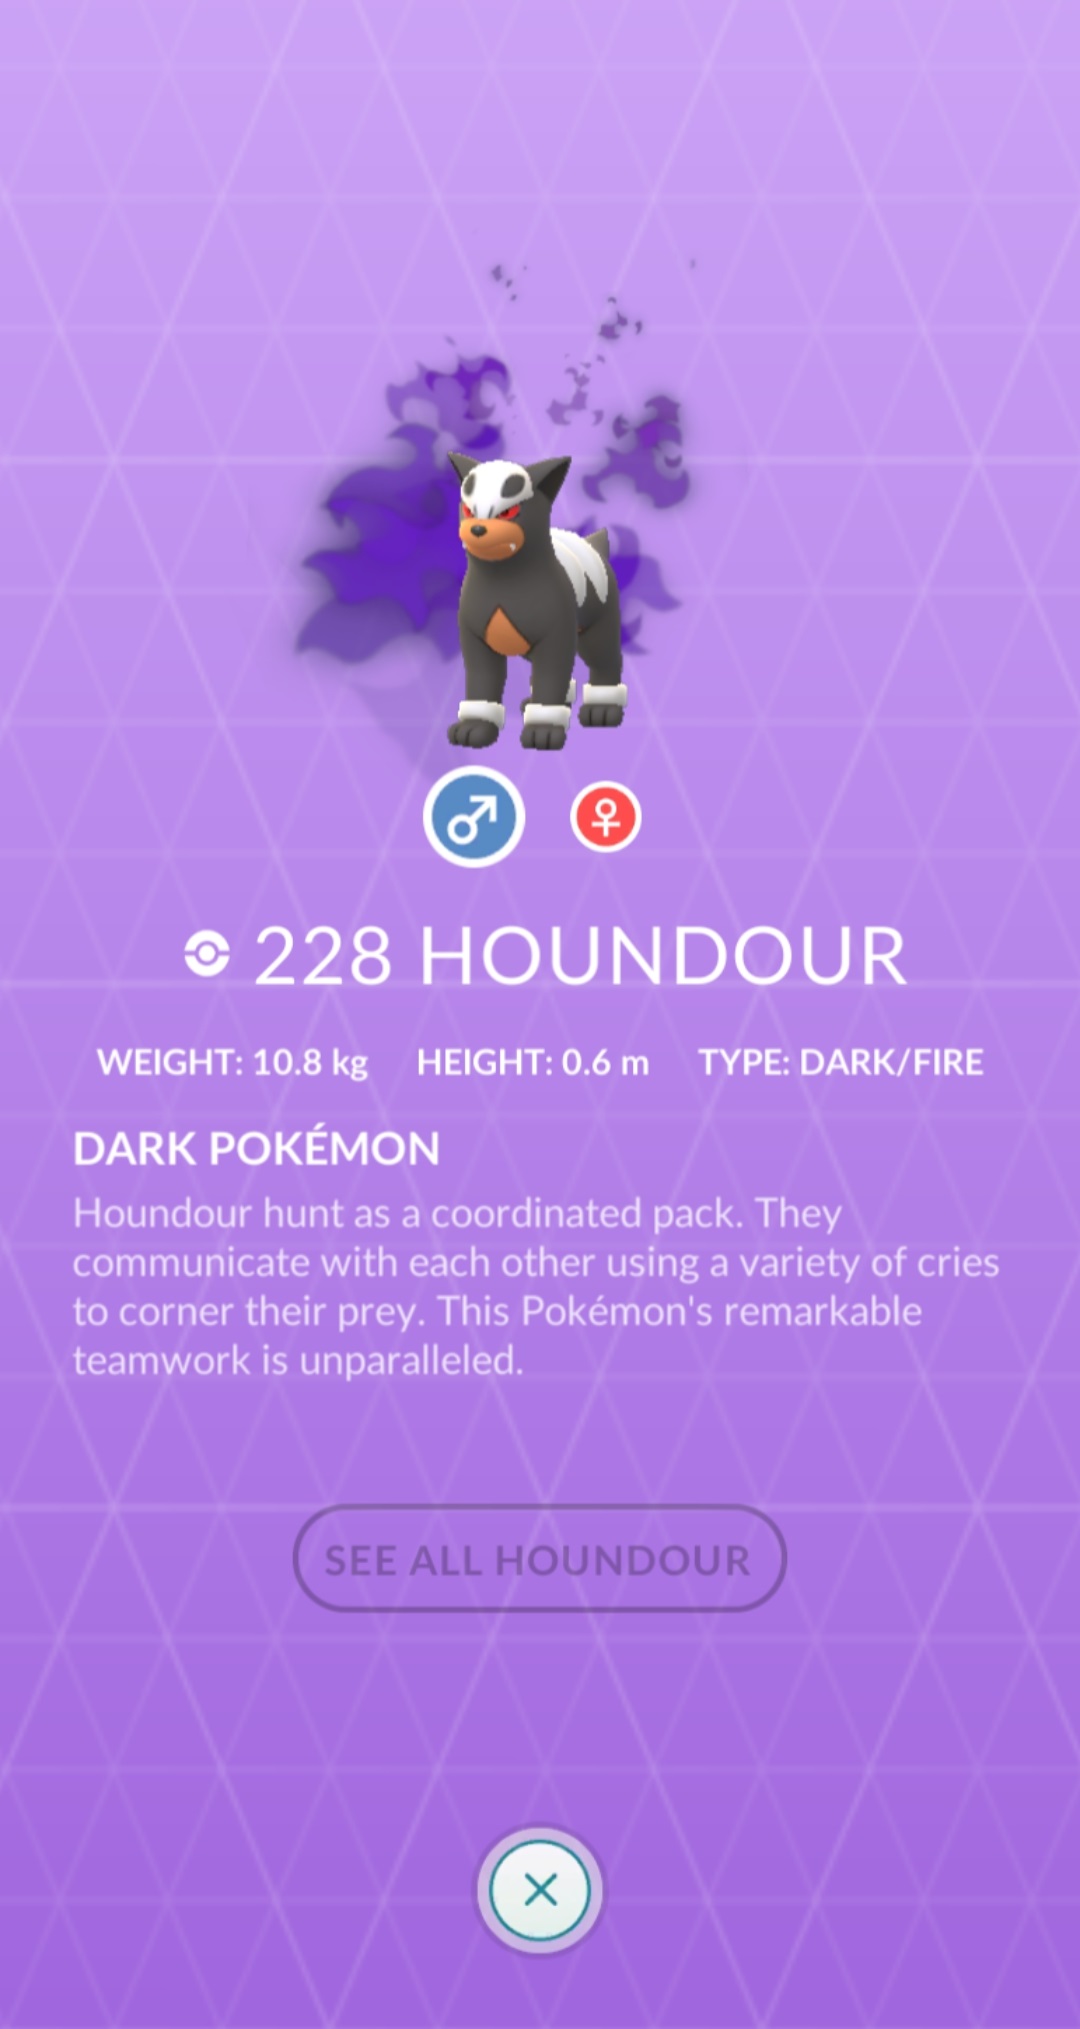 228 HOUNDOUR
WEIGHT: 10.8 kg HEIGHT: 0.6 m TYPE: DARK/FIRE
DARK POKÉMON
Houndour hunt as a coordinated pack. They
communicate with each other using a variety of cries
to corner their prey. This Pokémon's remarkable
teamwork is unparalleled.
SEE ALL HOUNDOUR